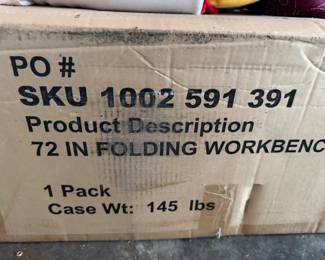 PO #
SKU 1002 591 391
Product Description
72 IN FOLDING WORKBENC
1 Pack
Case Wt: 145 lbs